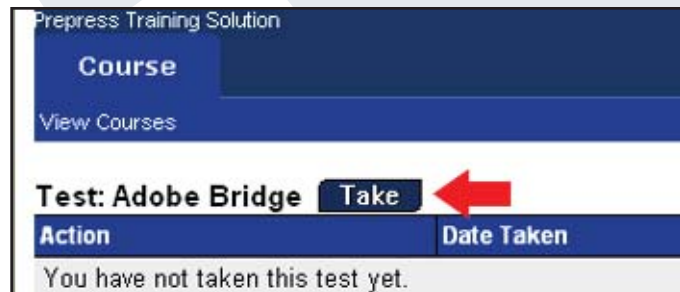 Prepress Training Solution
Course
View Courses
Test: Adobe Bridge Take
Action Date Taken
You have not taken this test yet.